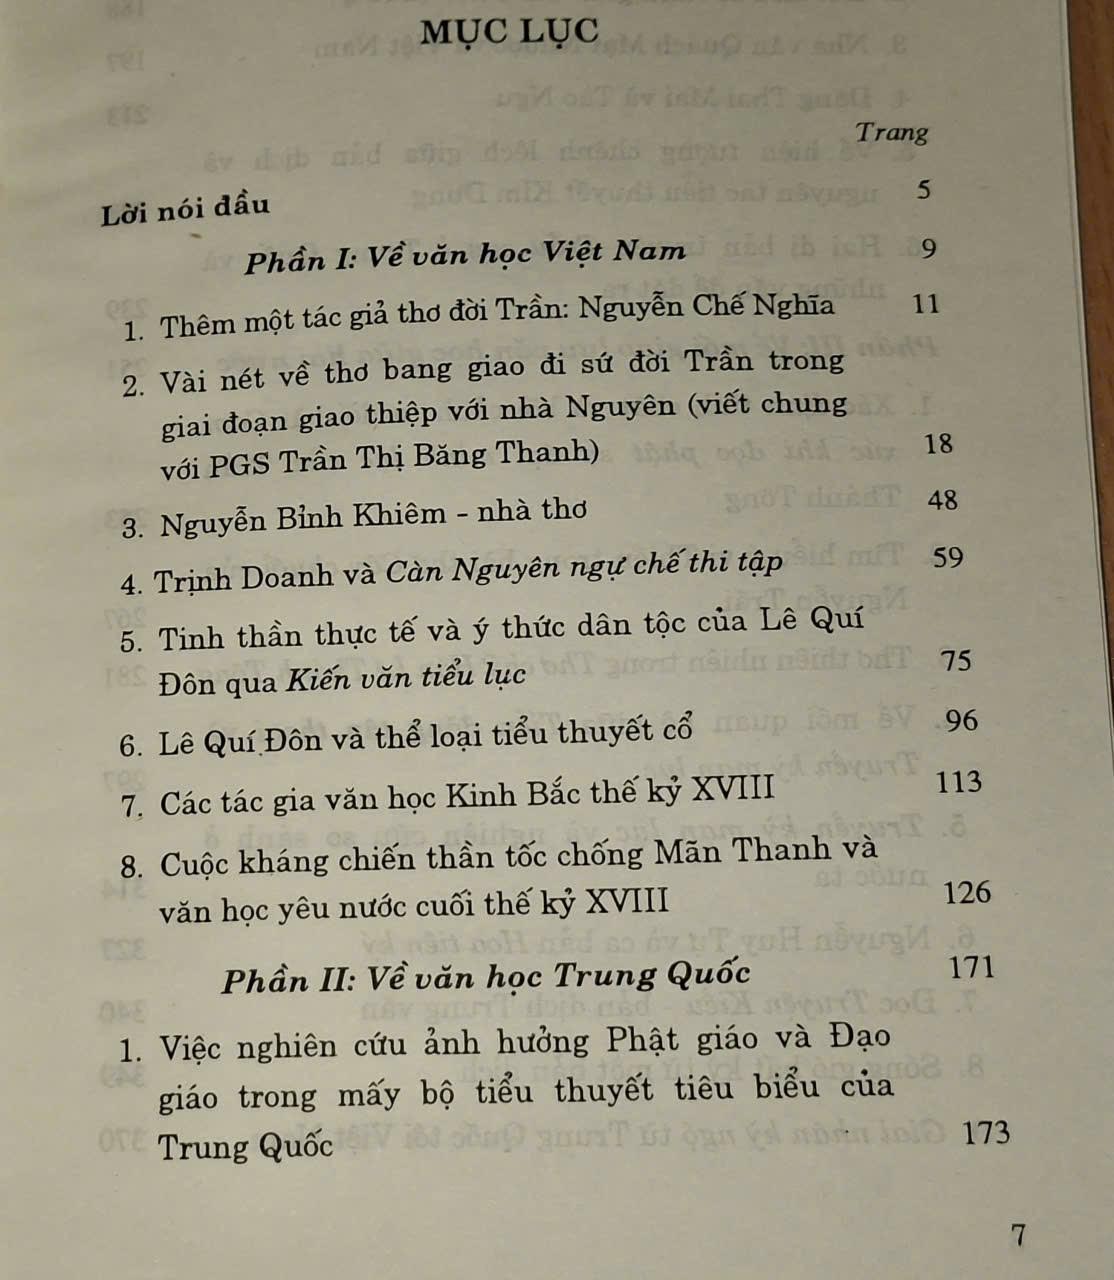 MỤC LỤC
Trang
Lời nói đầu 5
Phần I: Về văn học Việt Nam 9
1. Thêm một tác giả thơ đời Trần: Nguyễn Chế Nghĩa 11
2. Vài nét về thơ bang giao đi sứ đời Trần trong
giai đoạn giao thiệp với nhà Nguyên (viết chung
với PGS Trần Thị Băng Thanh) 18
3. Nguyễn Bỉnh Khiêm - nhà thơ 48
4. Trịnh Doanh và Càn Nguyên ngự chế thi tập 59
5. Tinh thần thực tế và ý thức dân tộc của Lê Quí
Đôn qua Kiến văn tiểu lục 75
6. Lê Quí Đôn và thể loại tiểu thuyết cổ 96
7. Các tác gia văn học Kinh Bắc thế kỷ XVIII 113
8. Cuộc kháng chiến thần tốc chống Mãn Thanh và
văn học yêu nước cuối thế kỷ XVIII 126
Phần II: Về văn học Trung Quốc 171
1. Việc nghiên cứu ảnh hưởng Phật giáo và Đạo
giáo trong mấy bộ tiểu thuyết tiêu biểu của
Trung Quốc 173
7